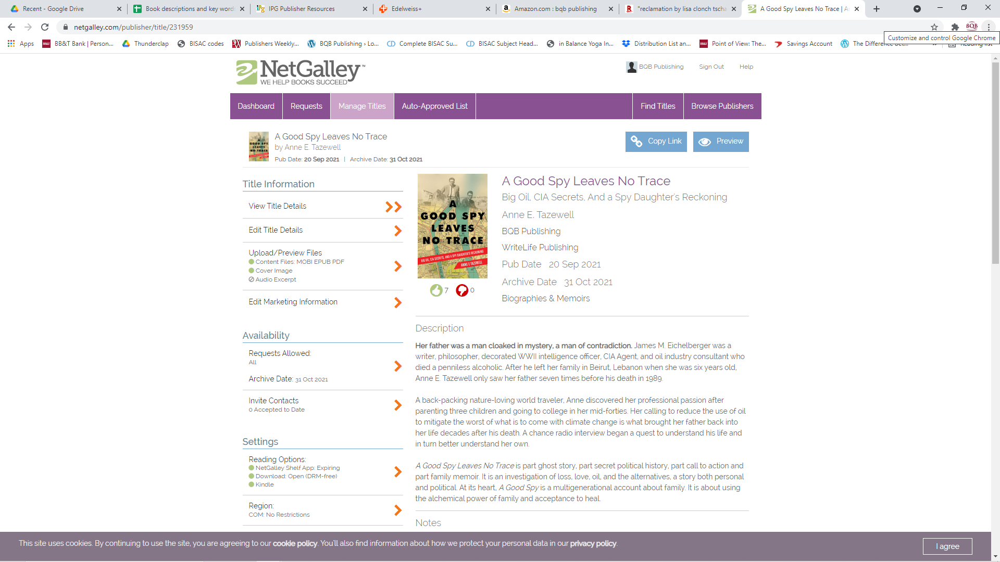 Recent - Google Drive
Book descriptions and key word
IPG Publisher Resources
Edelweiss+
Amazon.com : bqb publishing
"reclamation by lisa clonch tscha
A Good Spy Leaves No Trace | A
netgalley.com/publisher/title/231959
BQB
Customize and control Google Chrome
Apps
BB&T Bank | Person...
Thunderclap
BISAC codes
Publishers Weekly...
BQB Publishing › Lo...
Complete BISAC Su...
BISAC Subject Head...
in Balance Yoga In...
Distribution List an...
Point of View: The...
Savings Account
The Difference Bet...
Reading list
NetGalley™
WE HELP BOOKS SUCCEED
BQB Publishing
Sign Out
Help
Dashboard
Requests
Manage Titles
Auto-Approved List
Find Titles
Browse Publishers
A Good Spy Leaves No Trace
by Anne E. Tazewell
Pub Date: 20 Sep 2021 | Archive Date: 31 Oct 2021
Copy Link
Preview
Title Information
View Title Details
Edit Title Details
Upload/Preview Files
Content Files: MOBI EPUB PDF
Cover Image
Audio Excerpt
Edit Marketing Information
Availability
Requests Allowed:
All
Archive Date: 31 Oct 2021
Invite Contacts
0 Accepted to Date
Settings
Reading Options:
NetGalley Shelf App: Expiring
Download: Open (DRM-free)
Kindle
Region:
COM: No Restrictions
A
GOOD SPY
LEAVES
NO TRACE
BIG OIL, CIA SECRETS, AND A SPY DAUGHTER'S RECKONING
ANNE E TAZEWELL
7
0
A Good Spy Leaves No Trace
Big Oil, CIA Secrets, And a Spy Daughter's Reckoning
Anne E. Tazewell
BQB Publishing
WriteLife Publishing
Pub Date 20 Sep 2021
Archive Date 31 Oct 2021
Biographies & Memoirs
Description
Her father was a man cloaked in mystery, a man of contradiction. James M. Eichelberger was a
writer, philosopher, decorated WWII intelligence officer, CIA Agent, and oil industry consultant who
died a penniless alcoholic. After he left her family in Beirut, Lebanon when she was six years old,
Anne E. Tazewell only saw her father seven times before his death in 1989.
A back-packing nature-loving world traveler, Anne discovered her professional passion after
parenting three children and going to college in her mid-forties. Her calling to reduce the use of oil
to mitigate the worst of what is to come with climate change is what brought her father back into
her life decades after his death. A chance radio interview began a quest to understand his life and
in turn better understand her own.
A Good Spy Leaves No Trace is part ghost story, part secret political history, part call to action and
part family memoir. It is an investigation of loss, love, oil, and the alternatives, a story both personal
and political. At its heart, A Good Spy is a multigenerational account about family. It is about using
the alchemical power of family and acceptance to heal.
Notes
This site uses cookies. By continuing to use the site, you are agreeing to our cookie policy. You'll also find information about how we protect your personal data in our privacy policy.
I agree